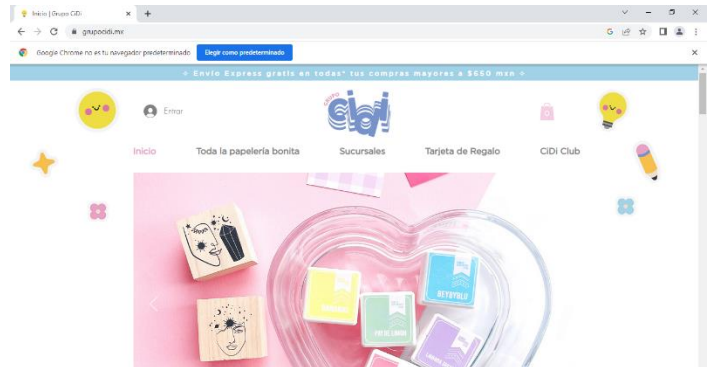 Inicio | Grupo CiDi
grupocidi.mx
Google Chrome no es tu navegador predeterminado Elegir como predeterminado
Envío Express gratis en todas* tus compras mayores a $650 mxn
Entrar
GRUPO
cidi
0
Inicio Toda la papelería bonita Sucursales Tarjeta de Regalo CiDi Club